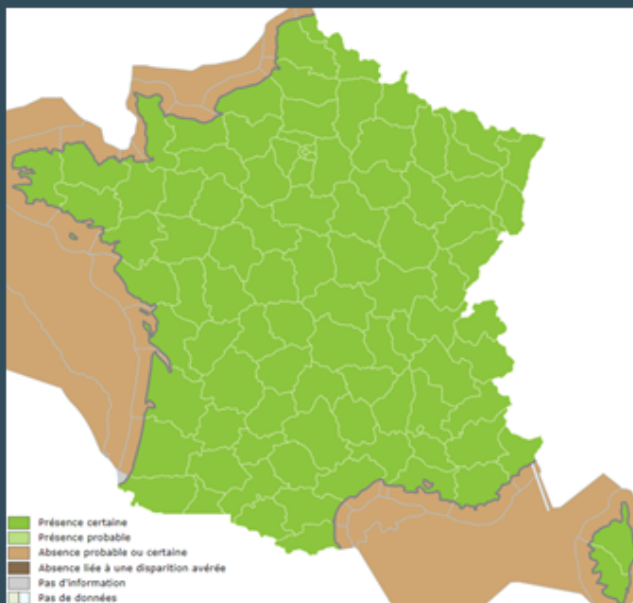 Présence certaine
Présence probable
Absence probable ou certaine
Absence liée à une disparition avérée
Pas d'information
Pas de données